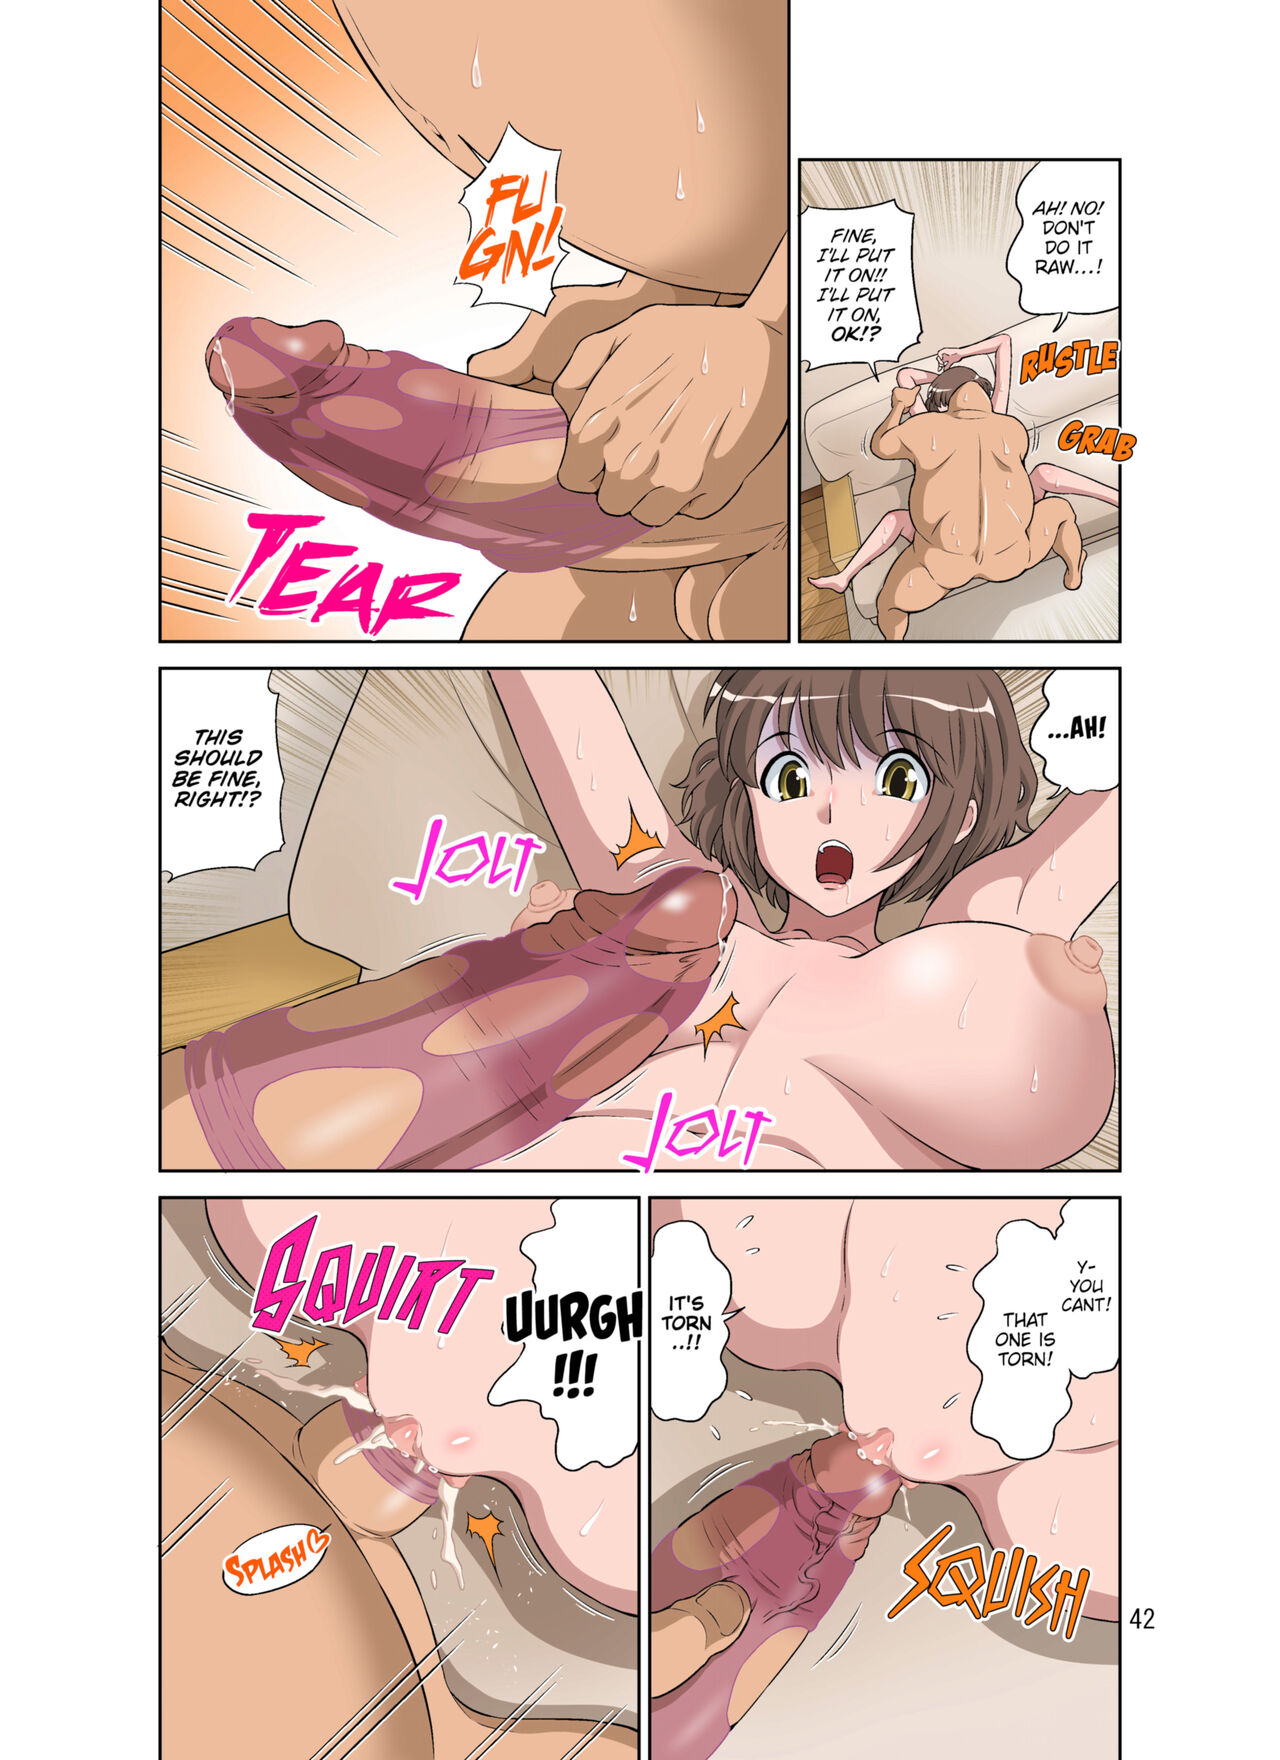 AH! NO!
DON'T
DO IT
RAW...!
FINE,
I'LL PUT
IT ON!!
I'LL PUT
IT ON,
OK!?
RUSTLE
GRAB
FU
GN!
TEAR
...AH!
THIS
SHOULD
BE FINE,
RIGHT!?
JOLT
JOLT
Y-
YOU
CANT!
THAT
ONE IS
TORN!
IT'S
TORN
..!!
SQUISH
UURGH
!!!
SQUIRT
SPLASH♡
42